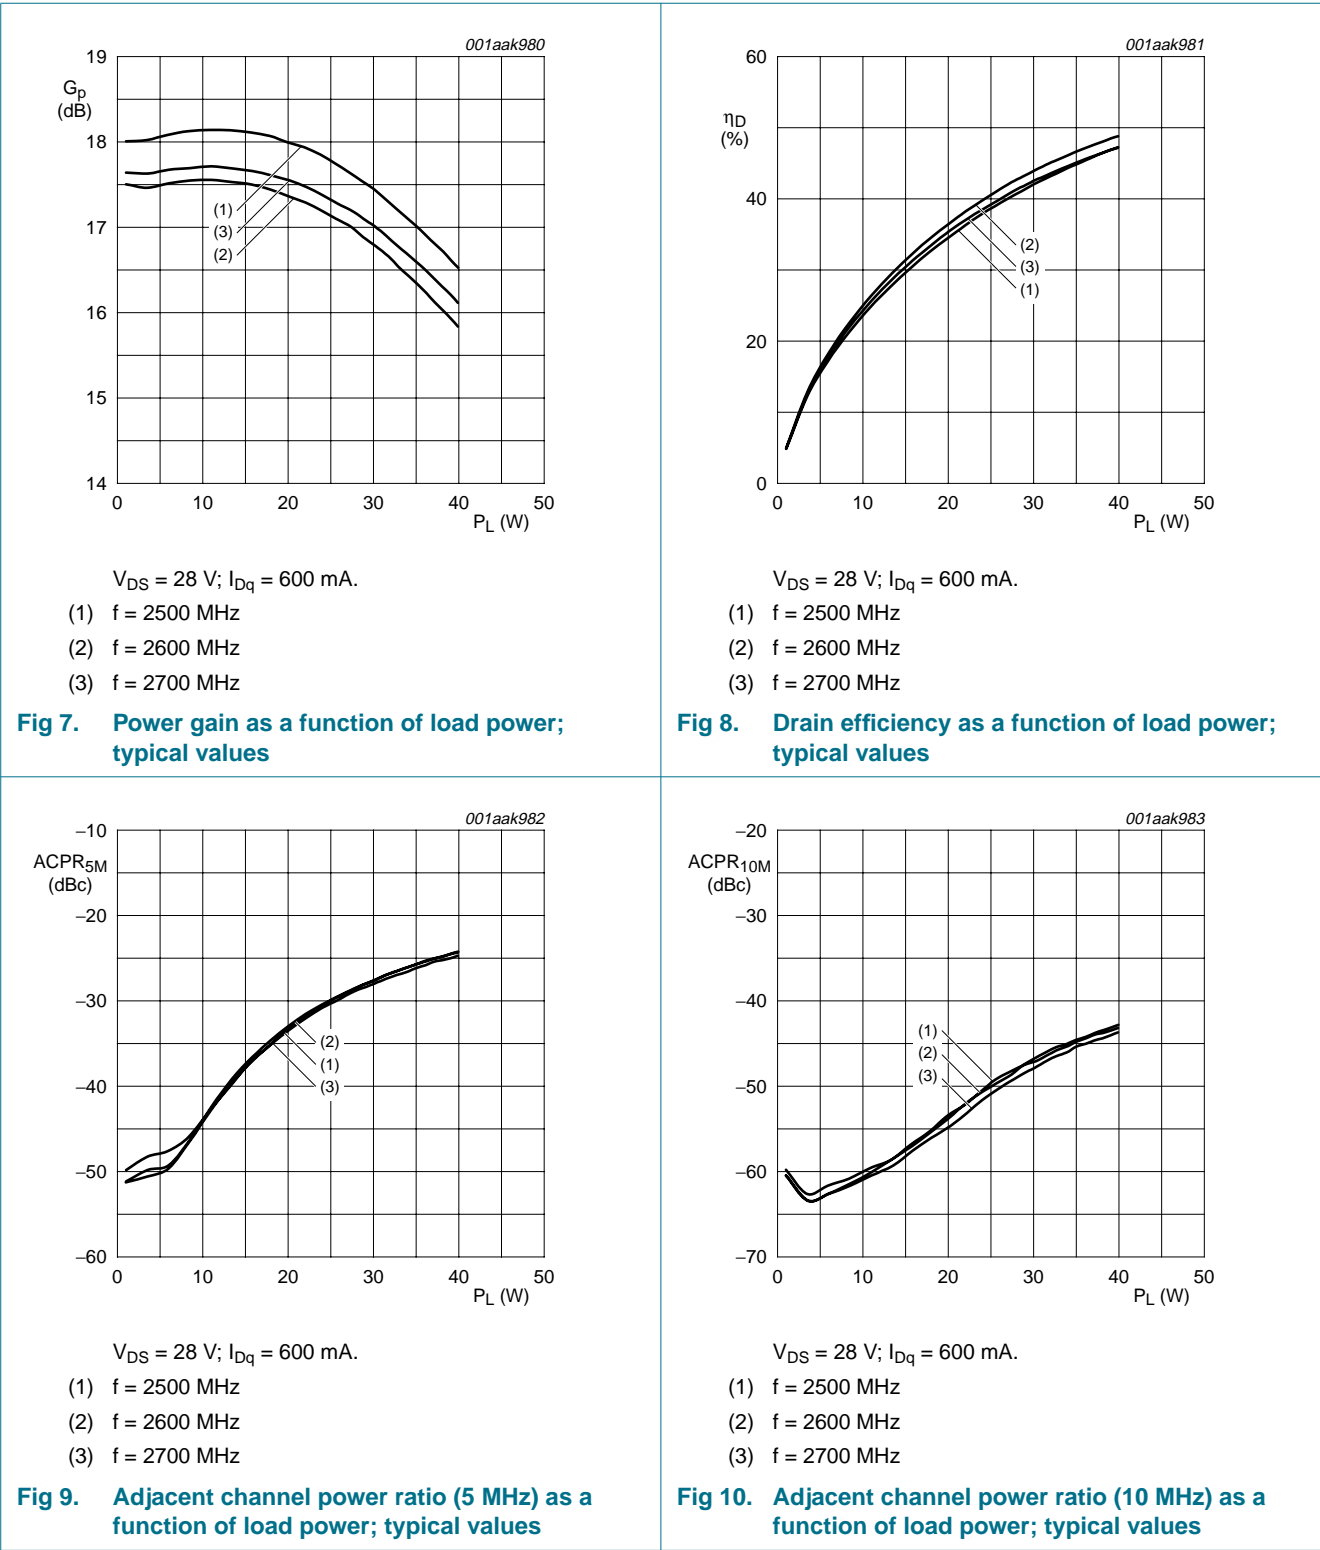 001aak980
19
18
17
16
15
14
Gp
(dB)
(1)
(3)
(2)
0 10 20 30 40 50
PL (W)
VDS = 28 V; IDq = 600 mA.
(1) f = 2500 MHz
(2) f = 2600 MHz
(3) f = 2700 MHz
Fig 7. Power gain as a function of load power;
typical values
001aak981
60
40
20
0
ηD
(%)
(2)
(3)
(1)
0 10 20 30 40 50
PL (W)
VDS = 28 V; IDq = 600 mA.
(1) f = 2500 MHz
(2) f = 2600 MHz
(3) f = 2700 MHz
Fig 8. Drain efficiency as a function of load power;
typical values
001aak982
−10
−20
−30
−40
−50
−60
ACPR5M
(dBc)
(2)
(1)
(3)
0 10 20 30 40 50
PL (W)
VDS = 28 V; IDq = 600 mA.
(1) f = 2500 MHz
(2) f = 2600 MHz
(3) f = 2700 MHz
Fig 9. Adjacent channel power ratio (5 MHz) as a
function of load power; typical values
001aak983
−20
−30
−40
−50
−60
−70
ACPR10M
(dBc)
(1)
(2)
(3)
0 10 20 30 40 50
PL (W)
VDS = 28 V; IDq = 600 mA.
(1) f = 2500 MHz
(2) f = 2600 MHz
(3) f = 2700 MHz
Fig 10. Adjacent channel power ratio (10 MHz) as a
function of load power; typical values